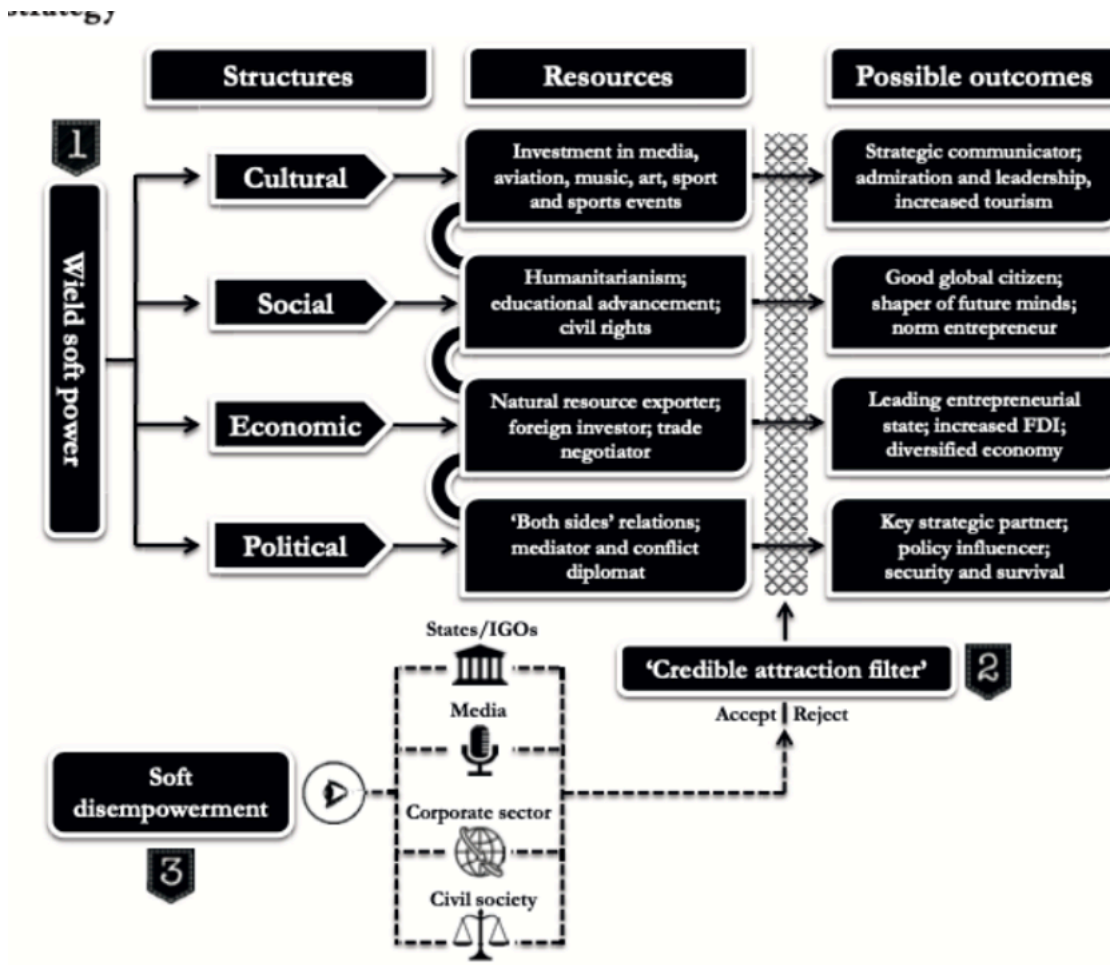 strategy
Structures
Resources
Possible outcomes
1
Wield soft power
Cultural
Investment in media,
aviation, music, art, sport
and sports events
Strategic communicator;
admiration and leadership,
increased tourism
Social
Humanitarianism;
educational advancement;
civil rights
Good global citizen;
shaper of future minds;
norm entrepreneur
Economic
Natural resource exporter;
foreign investor; trade
negotiator
Leading entrepreneurial
state; increased FDI;
diversified economy
Political
‘Both sides’ relations;
mediator and conflict
diplomat
Key strategic partner;
policy influencer;
security and survival
States/IGOs
‘Credible attraction filter’
2
Media
Accept | Reject
Soft
disempowerment
3
Corporate sector
Civil society